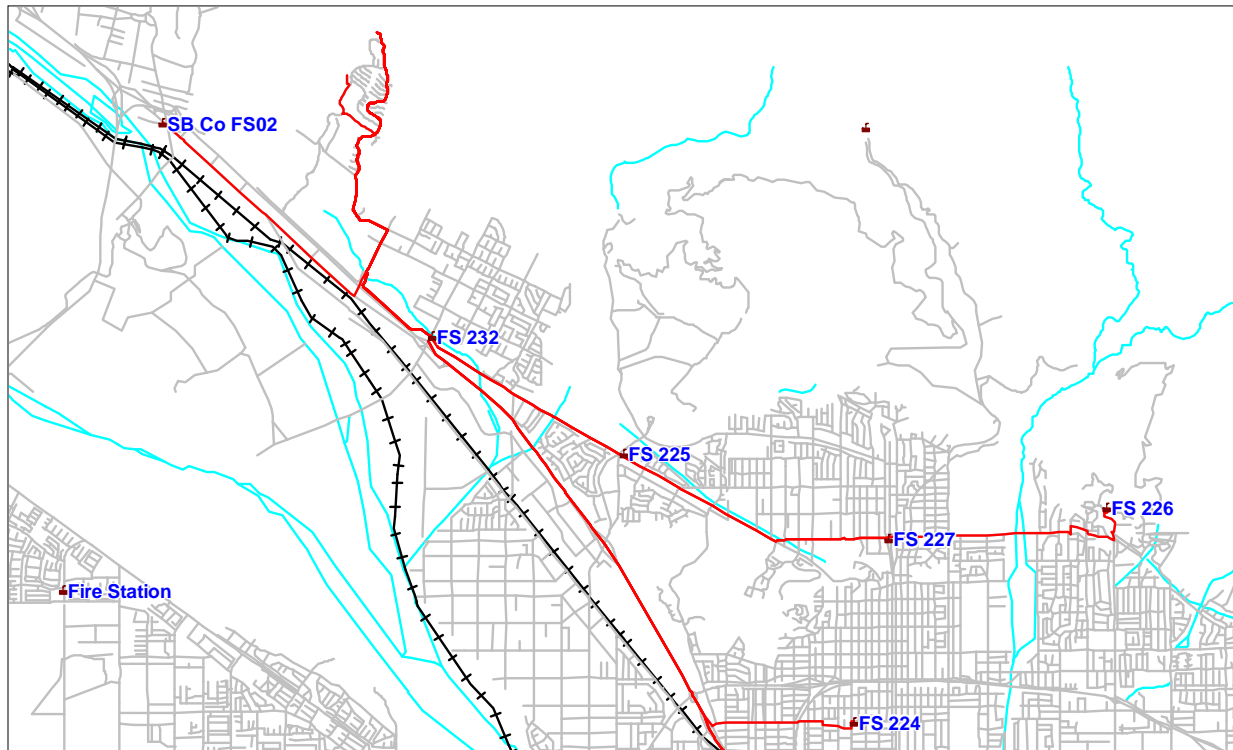 SB Co FS02
FS 232
FS 225
FS 226
FS 227
Fire Station
FS 224